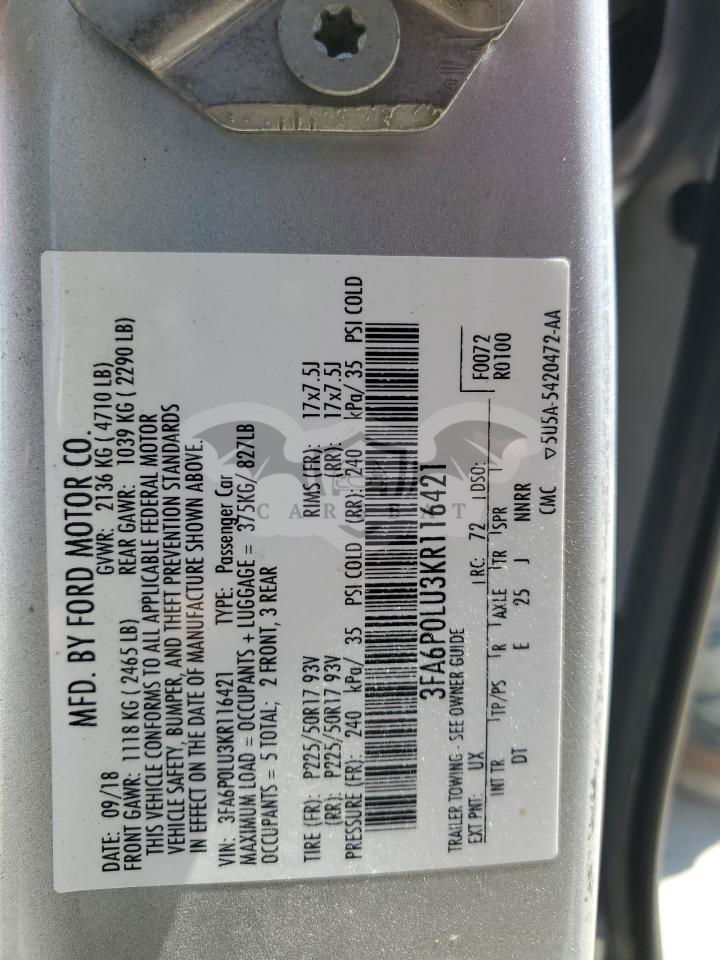 MFD. BY FORD MOTOR CO.
DATE: 09/18 GVWR: 2136 KG ( 4710 LB)
FRONT GAWR: 1118 KG ( 2465 LB) REAR GAWR: 1039 KG ( 2290 LB)
THIS VEHICLE CONFORMS TO ALL APPLICABLE FEDERAL MOTOR
VEHICLE SAFETY, BUMPER, AND THEFT PREVENTION STANDARDS
IN EFFECT ON THE DATE OF MANUFACTURE SHOWN ABOVE.
VIN: 3FA6P0LU3KR116421 TYPE: Passenger Car
MAXIMUM LOAD = OCCUPANTS + LUGGAGE = 375KG/ 827LB
OCCUPANTS = 5 TOTAL; 2 FRONT, 3 REAR
TIRE (FR): P225/50R17 93V RIMS (FR): 17x7.5J
(RR): P225/50R17 93V (RR): 17x7.5J
PRESSURE (FR): 240 kPa/ 35 PSI COLD (RR): 240 kPa/ 35 PSI COLD
CAR BAT
3FA6P0LU3KR116421
TRAILER TOWING - SEE OWNER GUIDE F0072
EXT PNT: UX RC: 72 DSO: R0100
INT TR TP/PS R AXLE TR SPR
DT E 25 J NNRR
CMC ▽5U5A-5420472-AA